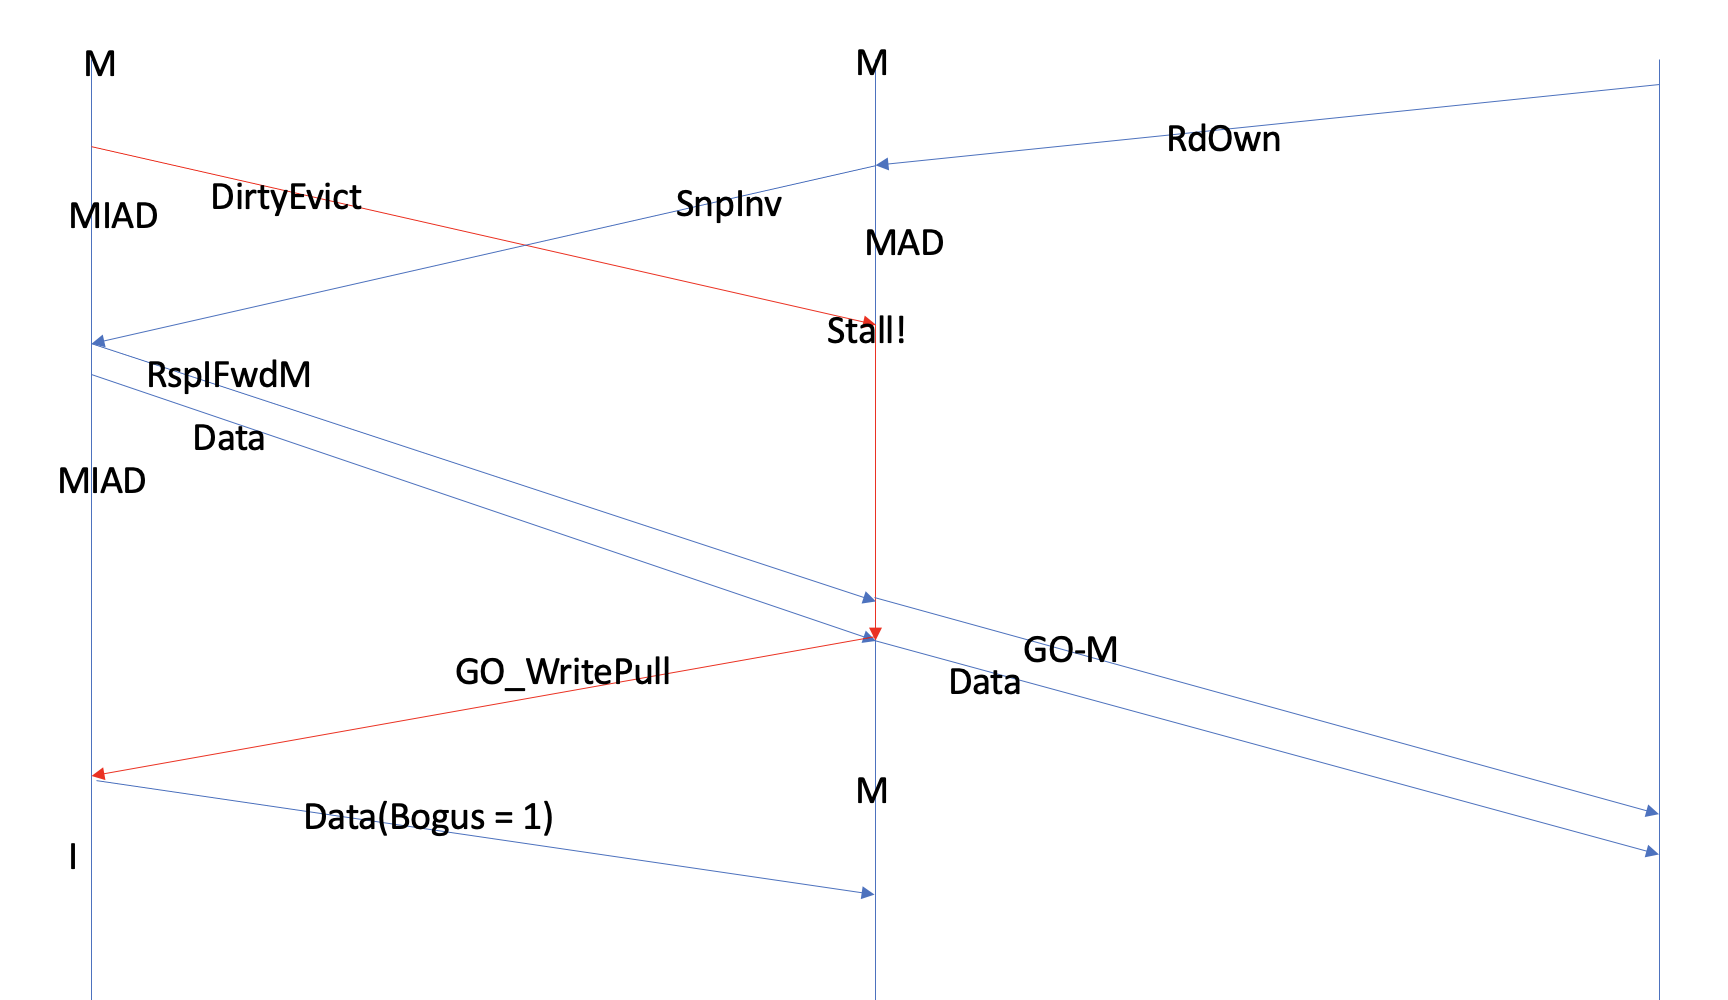 M
M
RdOwn
DirtyEvict
SnpInv
MIAD
MAD
Stall!
RspIFwdM
Data
MIAD
GO-M
GO_WritePull
Data
M
Data(Bogus = 1)
I